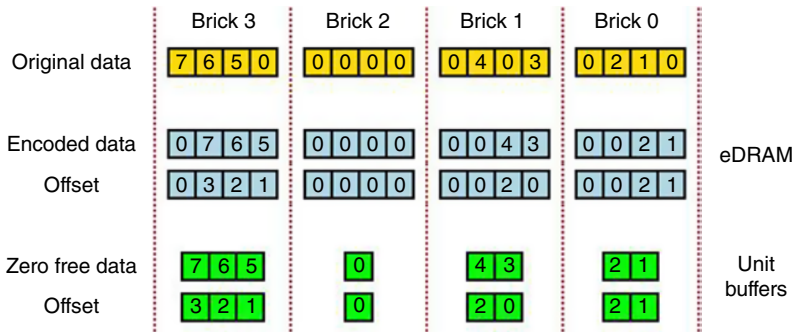 Brick 3 Brick 2 Brick 1 Brick 0
Original data 7 6 5 0 0 0 0 0 0 4 0 3 0 2 1 0
Encoded data 0 7 6 5 0 0 0 0 0 0 4 3 0 0 2 1
eDRAM
Offset 0 3 2 1 0 0 0 0 0 0 2 0 0 0 2 1
Zero free data 7 6 5 0 4 3 2 1 Unit
Offset 3 2 1 0 2 0 2 1 buffers